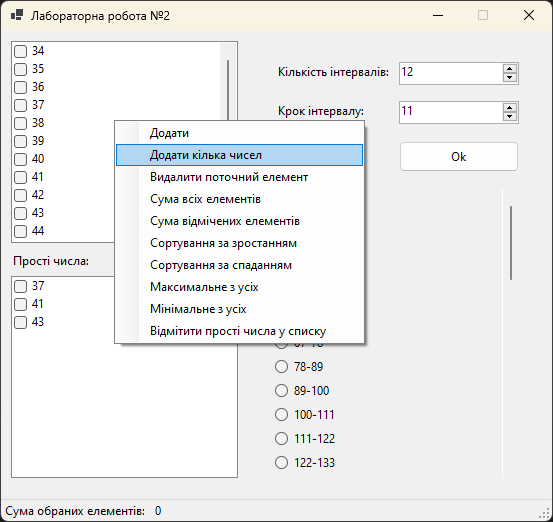 Лабораторна робота №2
34
35
36
37
38
39
40
41
42
43
44
Кількість інтервалів:
12
Крок інтервалу:
11
Ok
Додати
Додати кілька чисел
Видалити поточний елемент
Сума всіх елементів
Сума відмічених елементів
Сортування за зростанням
Сортування за спаданням
Максимальне з усіх
Мінімальне з усіх
Відмітити прості числа у списку
Прості числа:
37
41
43
78-89
89-100
100-111
111-122
122-133
Сума обраних елементів: 0